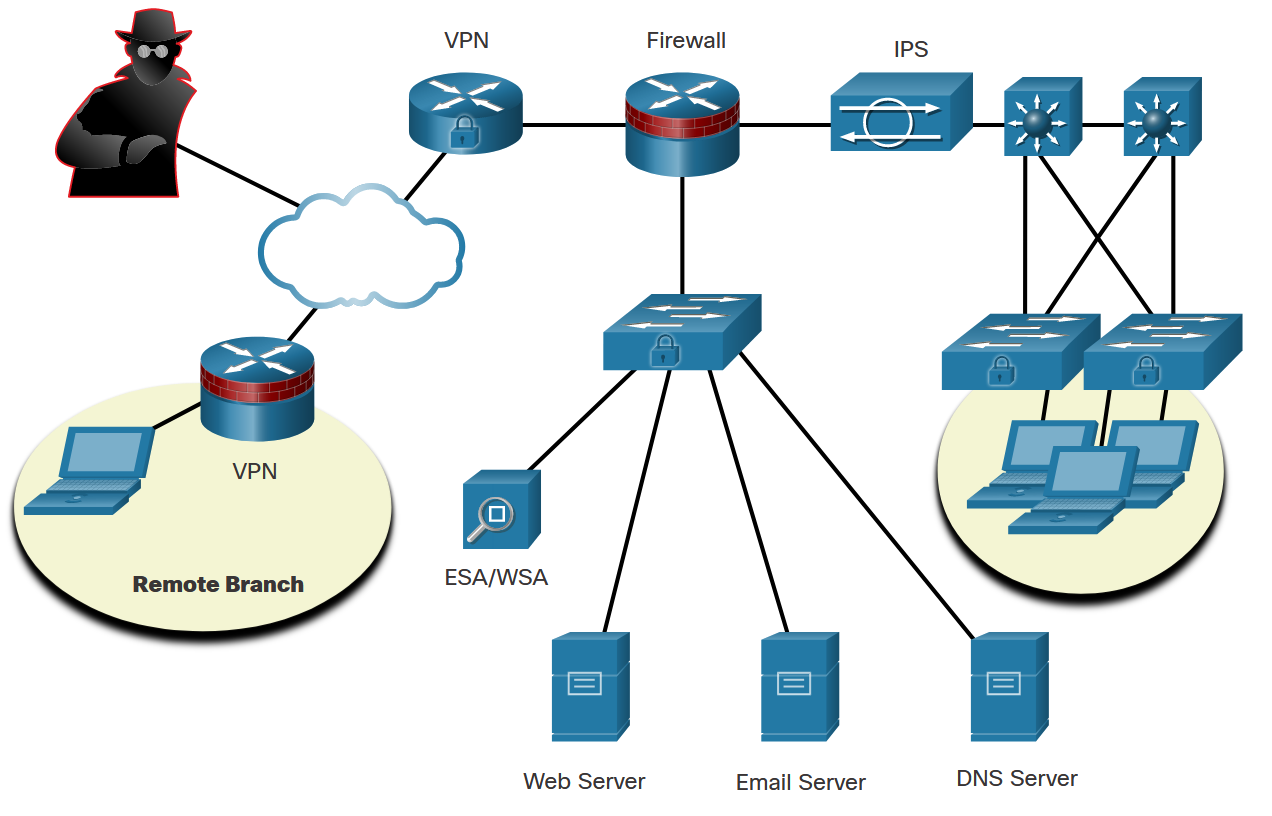 VPN
Firewall
IPS
VPN
Remote Branch
ESA/WSA
Web Server
Email Server
DNS Server